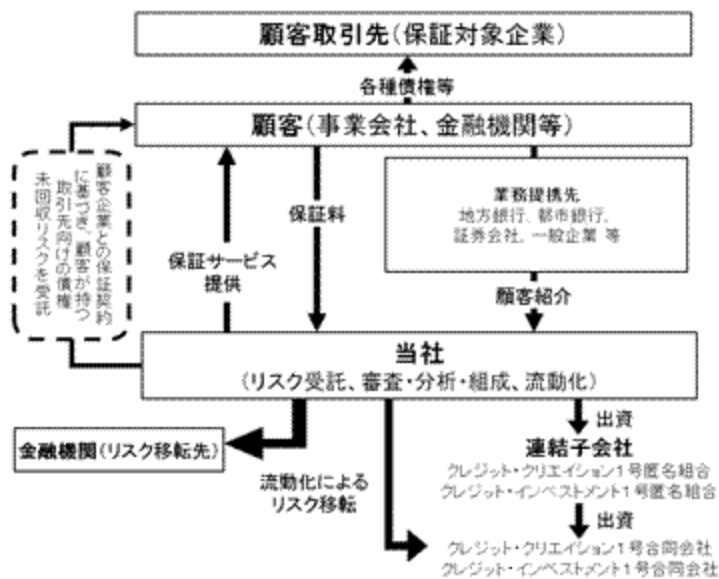 顧客取引先(保証対象企業)
各種債権等
顧客(事業会社、金融機関等)
顧客企業との保証契約
に基づき、顧客が持つ
取引先向けの債権
未回収リスクを受託
保証サービス
提供
保証料
業務提携先
地方銀行、都市銀行、
証券会社、一般企業 等
顧客紹介
当社
(リスク受託、審査・分析・組成、流動化)
金融機関(リスク移転先)
流動化による
リスク移転
出資
連結子会社
クレジット・クリエイション1号匿名組合
クレジット・インベストメント1号匿名組合
出資
クレジット・クリエイション1号合同会社
クレジット・インベストメント1号合同会社